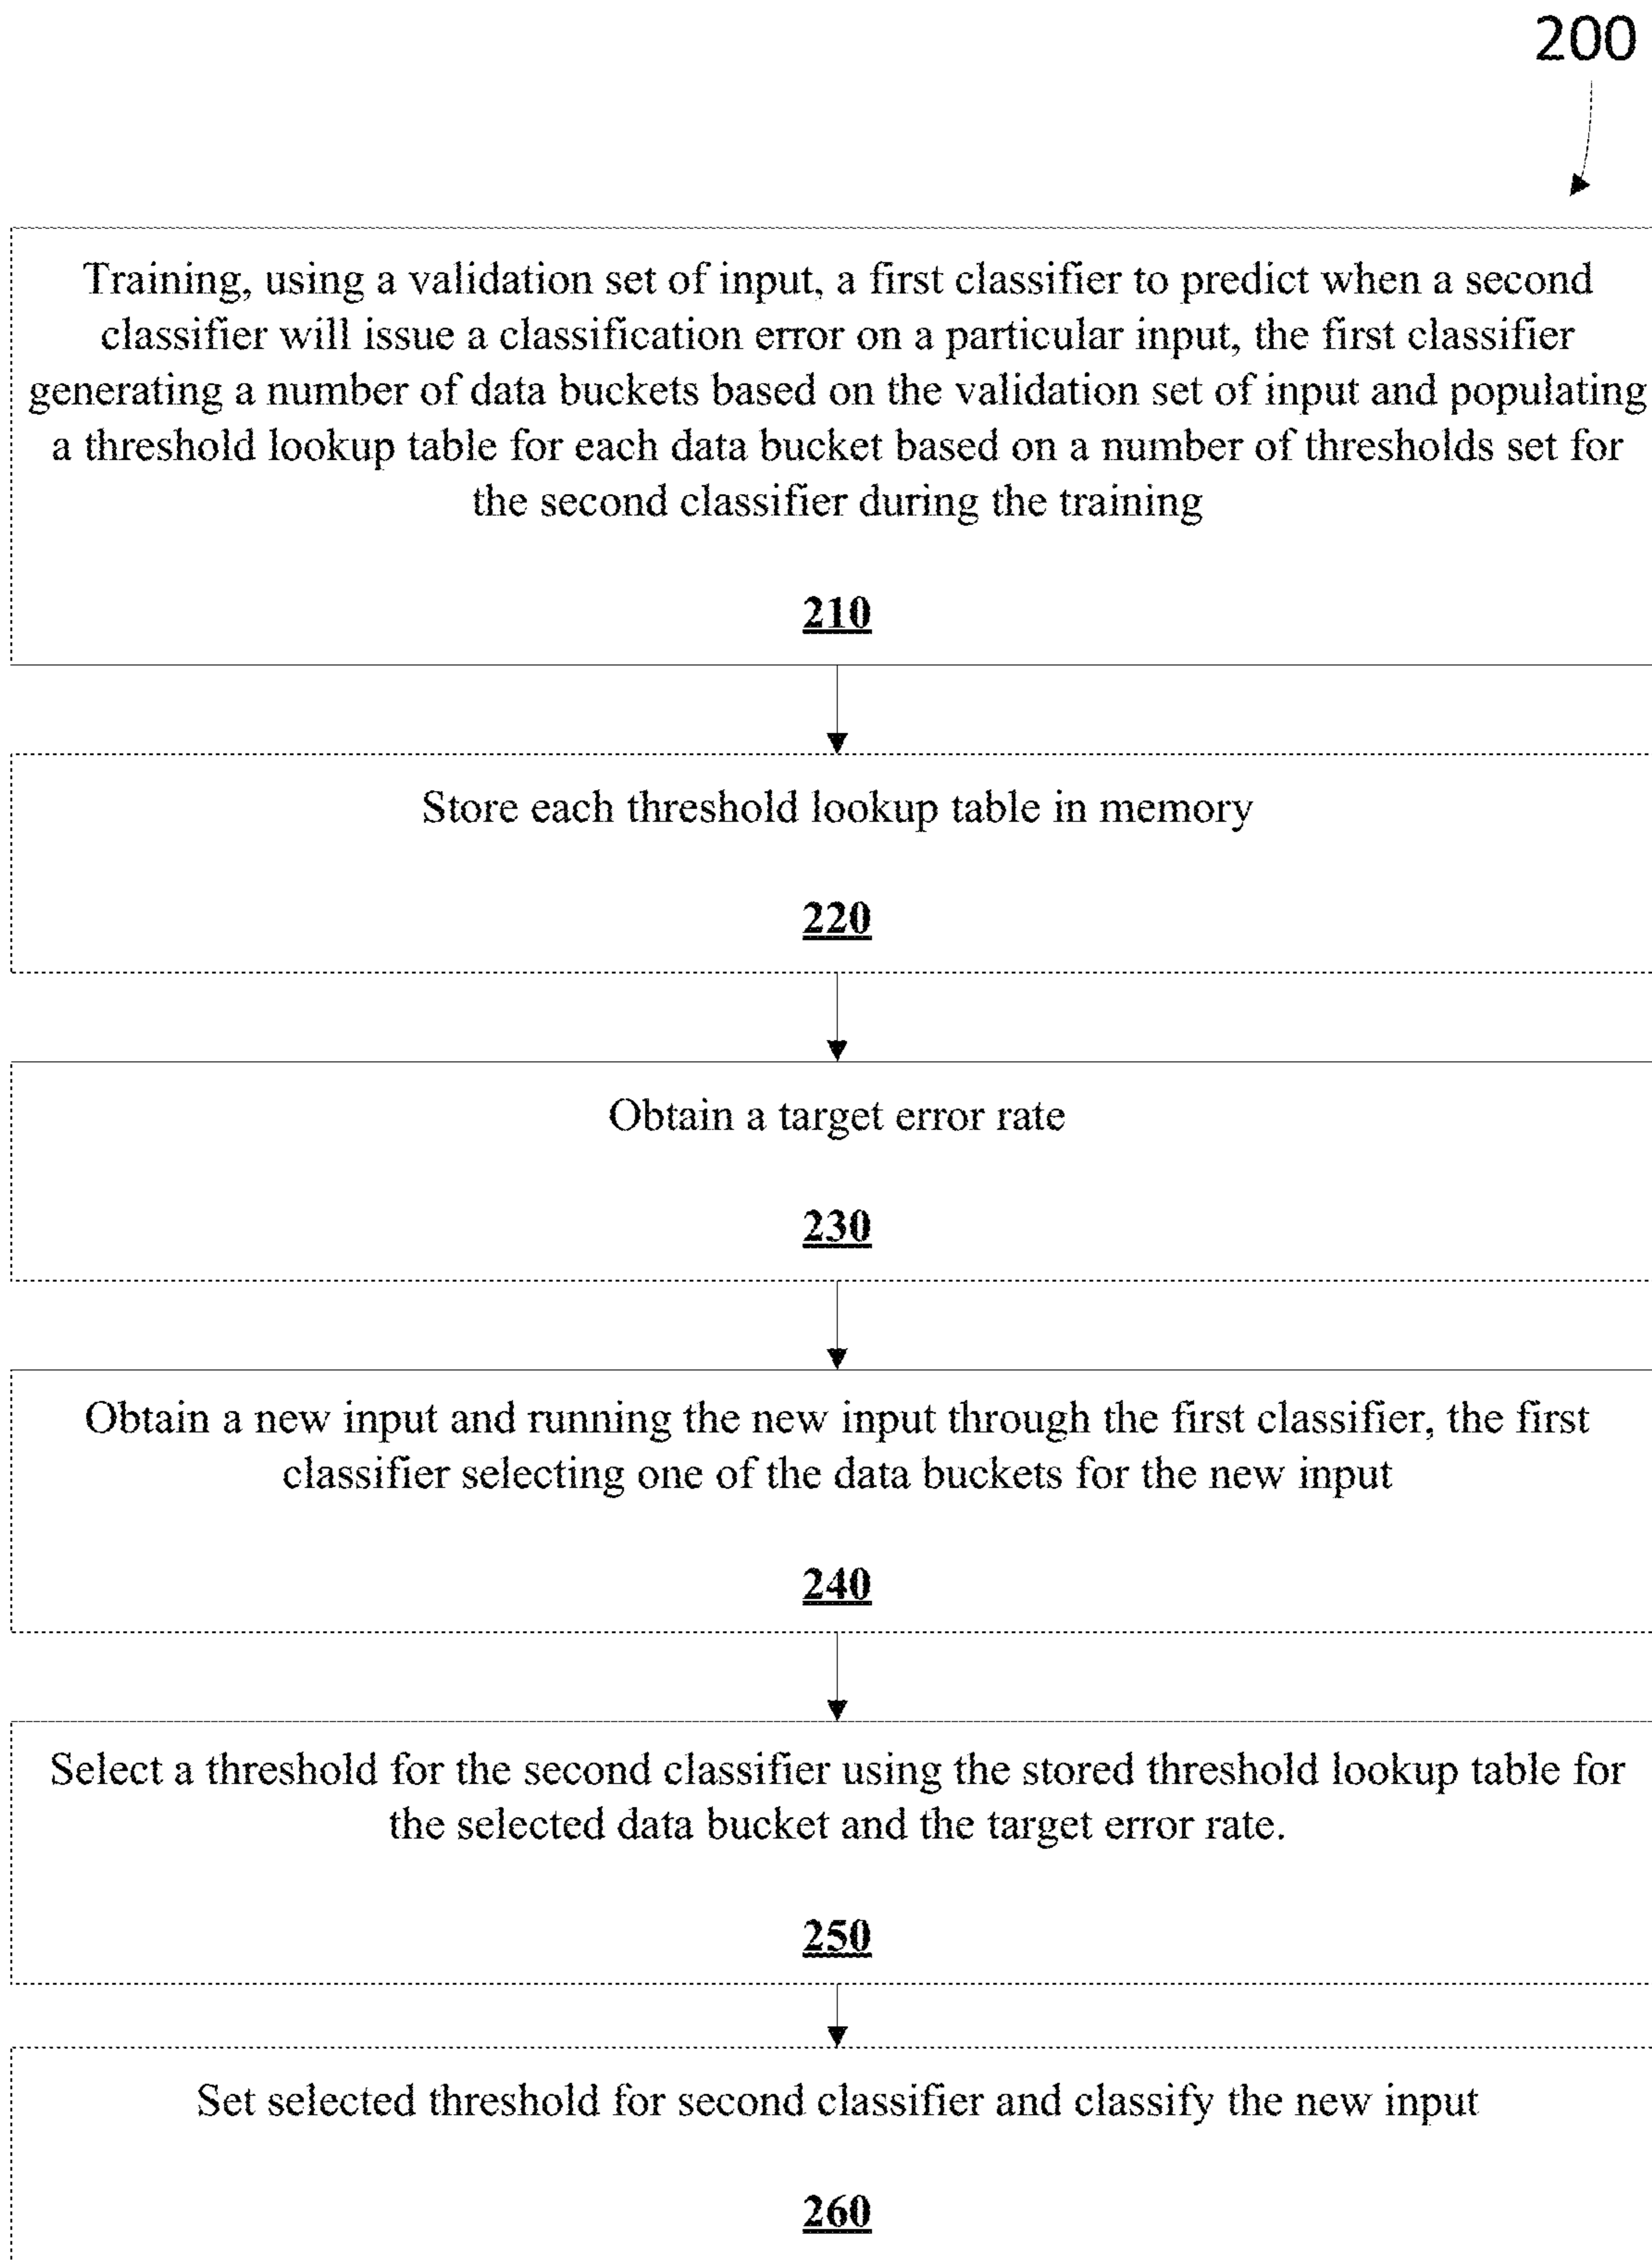 200
Training, using a validation set of input, a first classifier to predict when a second
classifier will issue a classification error on a particular input, the first classifier
generating a number of data buckets based on the validation set of input and populating
a threshold lookup table for each data bucket based on a number of thresholds set for
the second classifier during the training
210
Store each threshold lookup table in memory
220
Obtain a target error rate
230
Obtain a new input and running the new input through the first classifier, the first
classifier selecting one of the data buckets for the new input
240
Select a threshold for the second classifier using the stored threshold lookup table for
the selected data bucket and the target error rate.
250
Set selected threshold for second classifier and classify the new input
260